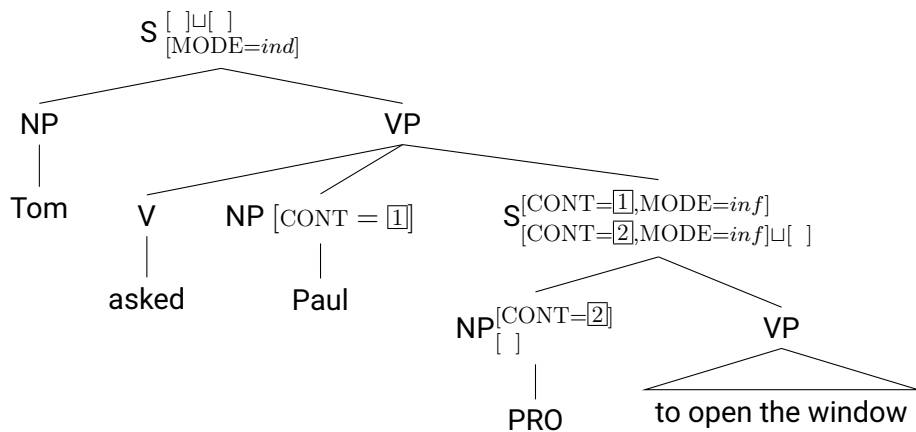 S [ ]⊔[ ]
[MODE=ind]
NP VP
Tom V NP [CONT = 1] S [CONT=1,MODE=inf]
[CONT=2,MODE=inf]⊔[ ]
asked Paul NP [CONT=2] VP
[ ]
PRO to open the window